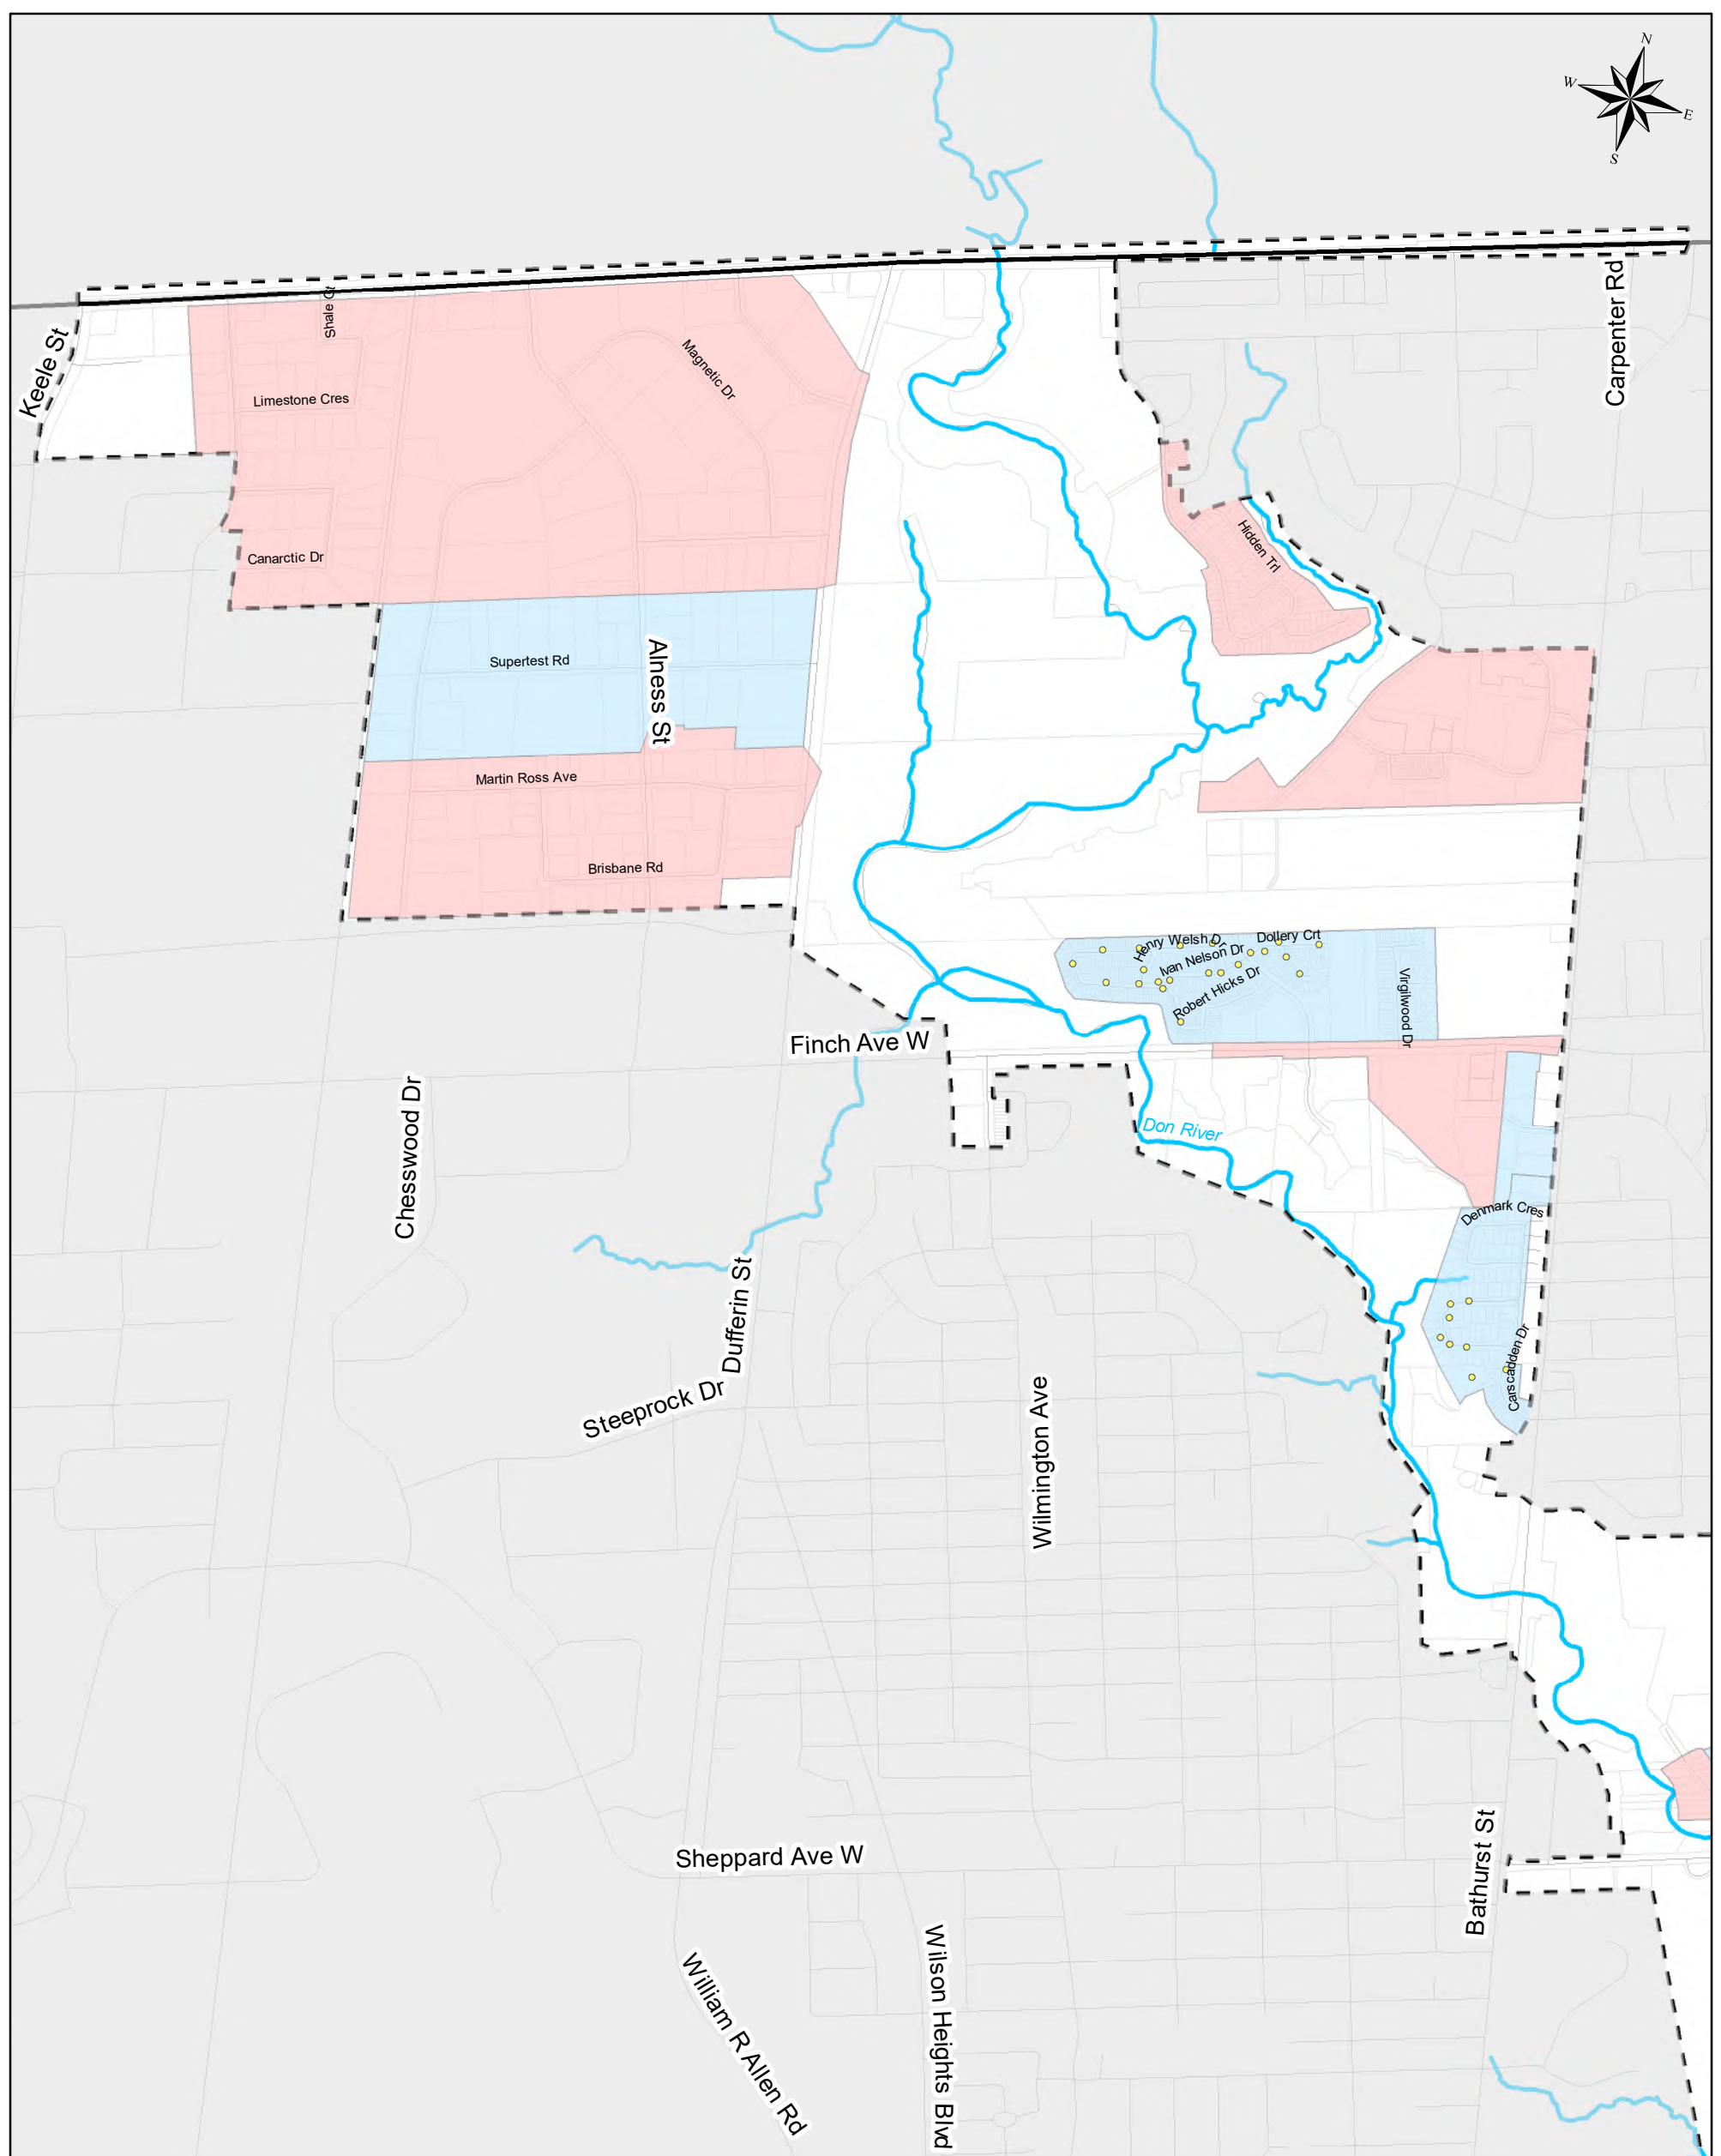 N
W
E
S
Carpenter Rd
Keele St
Shale Ct
Magnetic Dr
Limestone Cres
Hidden Trl
Canarctic Dr
Supertest Rd
Alness St
Martin Ross Ave
Brisbane Rd
Henry Welsh Dr
Dollery Crt
Ivan Nelson Dr
Robert Hicks Dr
Virgilwood Dr
Finch Ave W
Don River
Chesswood Dr
Denmark Cres
Dufferin St
Carscadden Dr
Steeprock Dr
Wilmington Ave
Bathurst St
Sheppard Ave W
William R Allen Rd
Wilson Heights Blvd